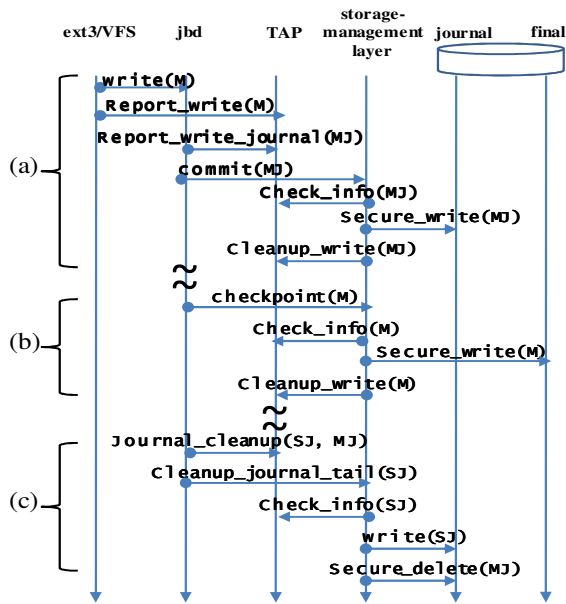 ext3/VFS jbd TAP storage-management layer journal final
write(M)
Report_write(M)
Report_write_journal(MJ)
(a)
commit(MJ)
Check_info(MJ)
Secure_write(MJ)
Cleanup_write(MJ)
checkpoint(M)
(b)
Check_info(M)
Secure_write(M)
Cleanup_write(M)
Journal_cleanup(SJ, MJ)
Cleanup_journal_tail(SJ)
(c)
Check_info(SJ)
write(SJ)
Secure_delete(MJ)